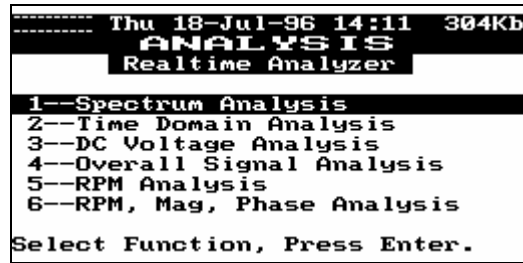 Thu 18-Jul-96 14:11 304Kb
ANALYSIS
Realtime Analyzer
1--Spectrum Analysis
2--Time Domain Analysis
3--DC Voltage Analysis
4--Overall Signal Analysis
5--RPM Analysis
6--RPM, Mag, Phase Analysis
Select Function, Press Enter.